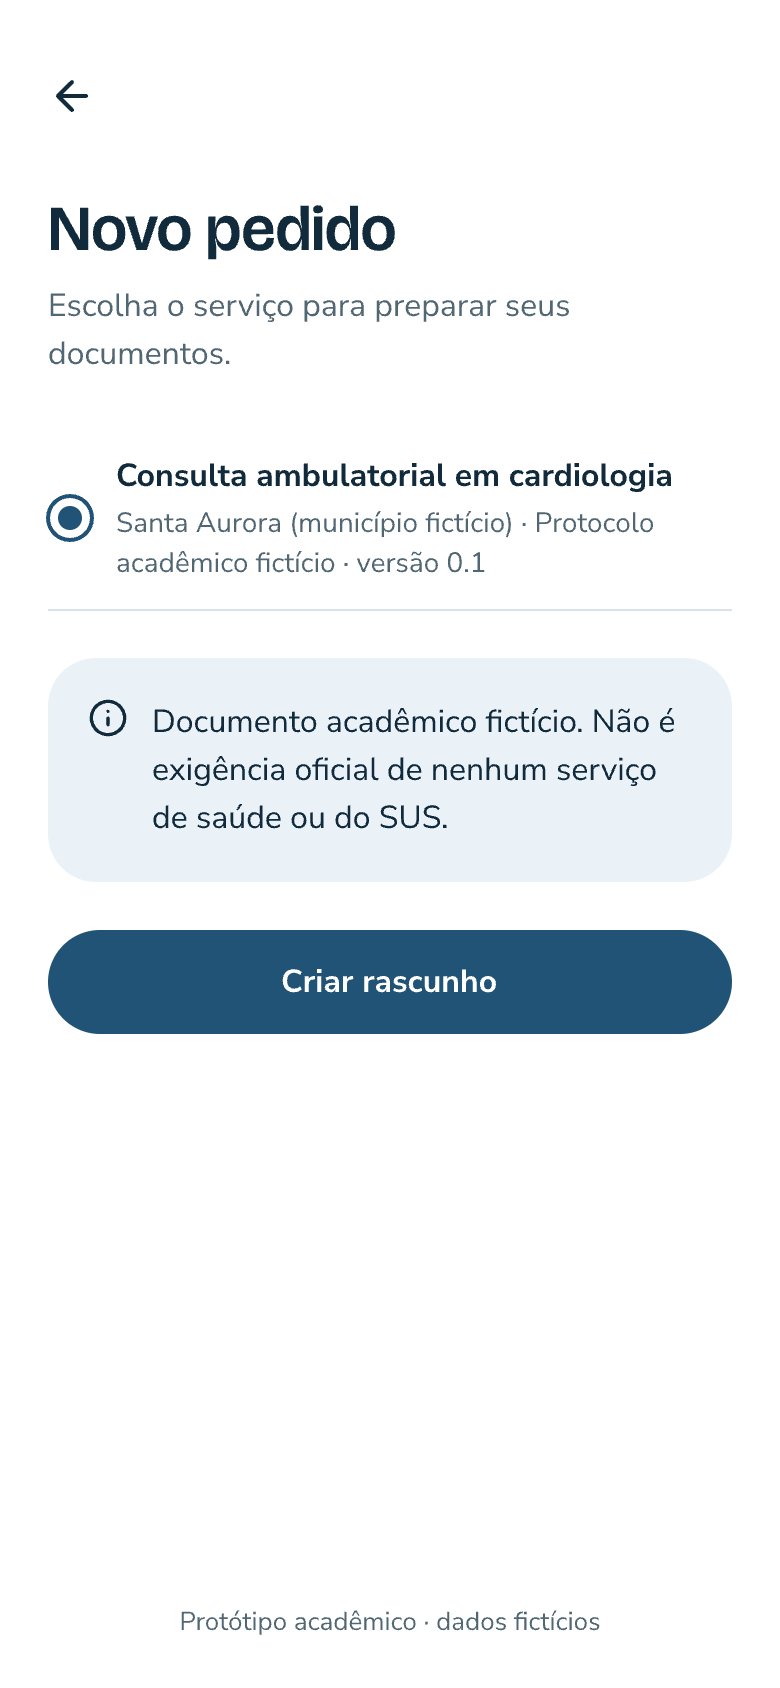 Novo pedido
Escolha o serviço para preparar seus
documentos.
Consulta ambulatorial em cardiologia
Santa Aurora (município fictício) · Protocolo
acadêmico fictício · versão 0.1
Documento acadêmico fictício. Não é
exigência oficial de nenhum serviço
de saúde ou do SUS.
Criar rascunho
Protótipo acadêmico · dados fictícios